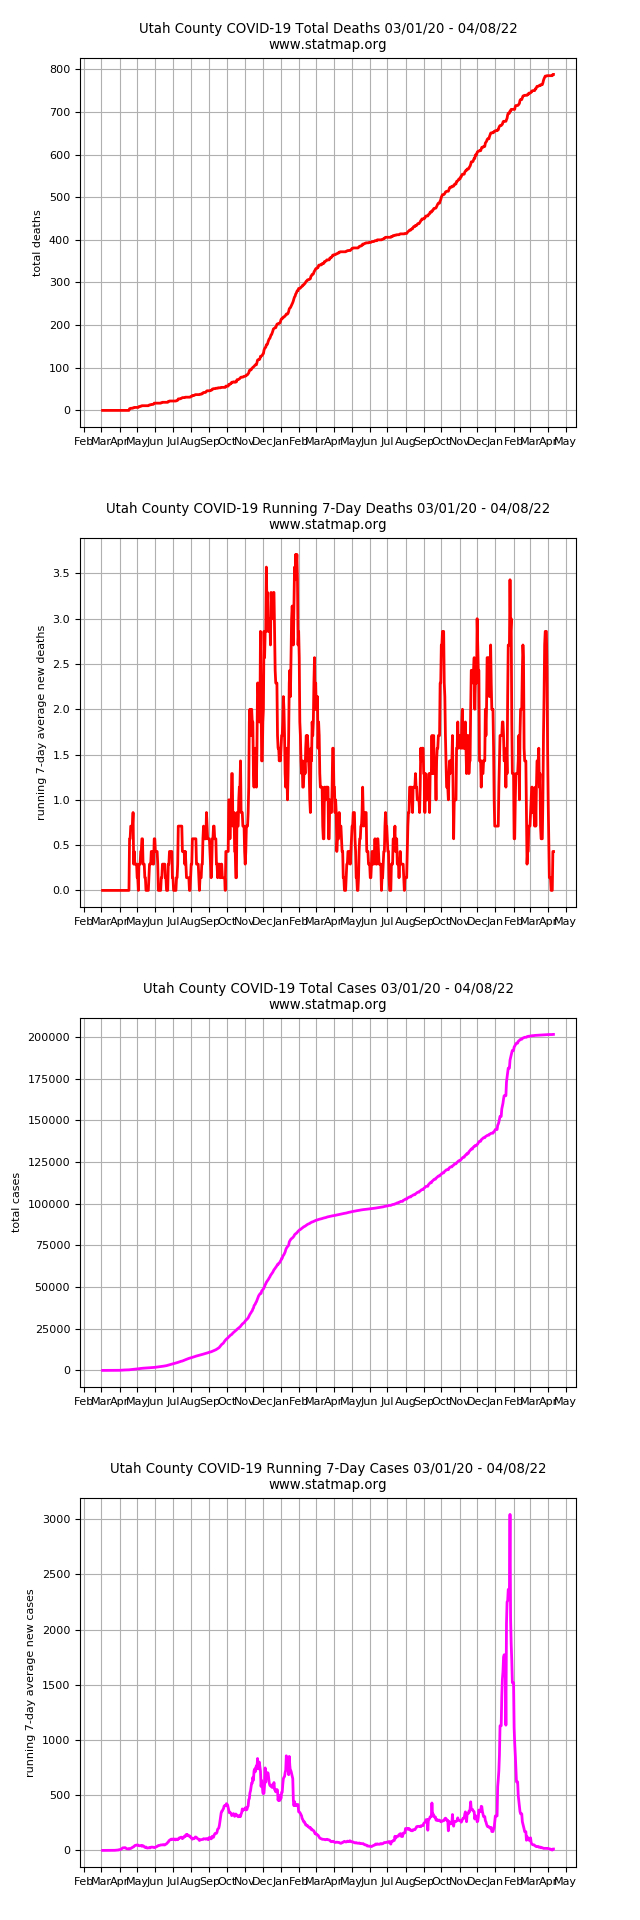 Utah County COVID-19 Total Deaths 03/01/20 - 04/08/22
www.statmap.org
800
700
600
500
400
300
200
100
0
total deaths
Feb Mar Apr May Jun Jul Aug Sep Oct Nov Dec Jan Feb Mar Apr May Jun Jul Aug Sep Oct Nov Dec Jan Feb Mar Apr May
Utah County COVID-19 Running 7-Day Deaths 03/01/20 - 04/08/22
www.statmap.org
3.5
3.0
2.5
2.0
1.5
1.0
0.5
0.0
running 7-day average new deaths
Feb Mar Apr May Jun Jul Aug Sep Oct Nov Dec Jan Feb Mar Apr May Jun Jul Aug Sep Oct Nov Dec Jan Feb Mar Apr May
Utah County COVID-19 Total Cases 03/01/20 - 04/08/22
www.statmap.org
200000
175000
150000
125000
100000
75000
50000
25000
0
total cases
Feb Mar Apr May Jun Jul Aug Sep Oct Nov Dec Jan Feb Mar Apr May Jun Jul Aug Sep Oct Nov Dec Jan Feb Mar Apr May
Utah County COVID-19 Running 7-Day Cases 03/01/20 - 04/08/22
www.statmap.org
3000
2500
2000
1500
1000
500
0
running 7-day average new cases
Feb Mar Apr May Jun Jul Aug Sep Oct Nov Dec Jan Feb Mar Apr May Jun Jul Aug Sep Oct Nov Dec Jan Feb Mar Apr May